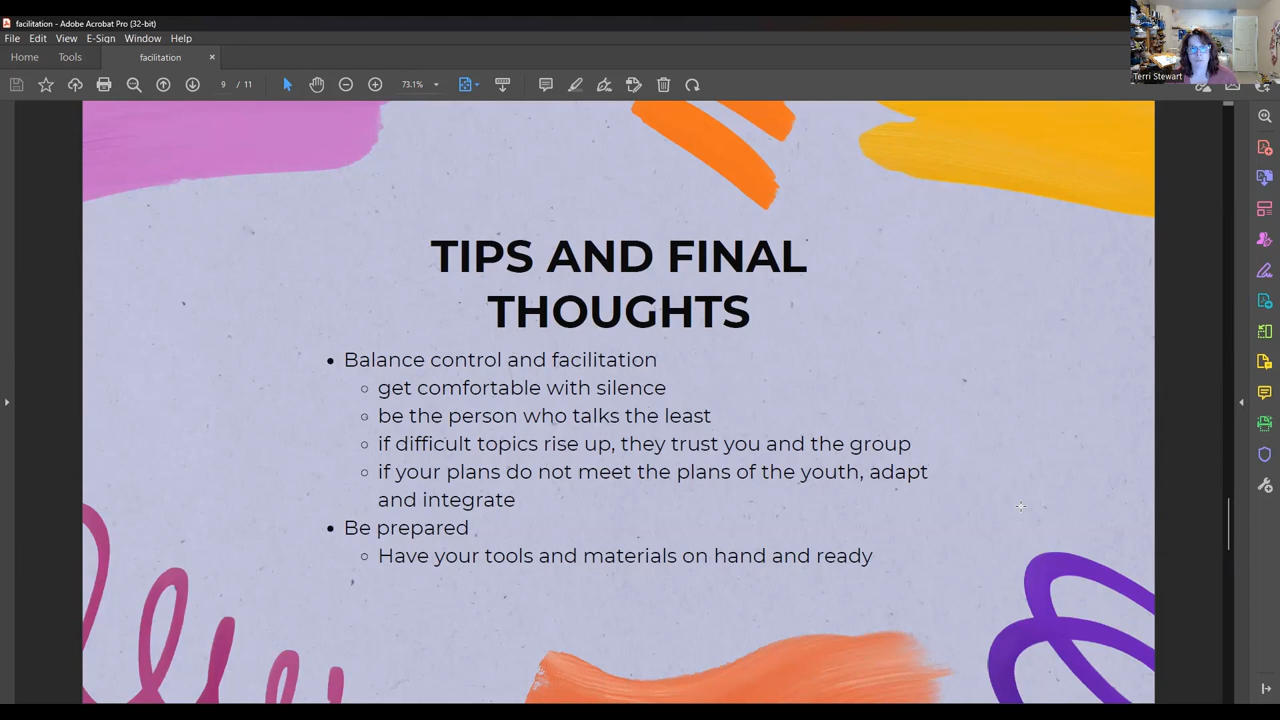 facilitation - Adobe Acrobat Pro (32-bit)
File Edit View E-Sign Window Help
Home Tools facilitation ×
9 / 11 73.1%
Terri Stewart
TIPS AND FINAL
THOUGHTS
• Balance control and facilitation
○ get comfortable with silence
○ be the person who talks the least
○ if difficult topics rise up, they trust you and the group
○ if your plans do not meet the plans of the youth, adapt
and integrate
• Be prepared
○ Have your tools and materials on hand and ready